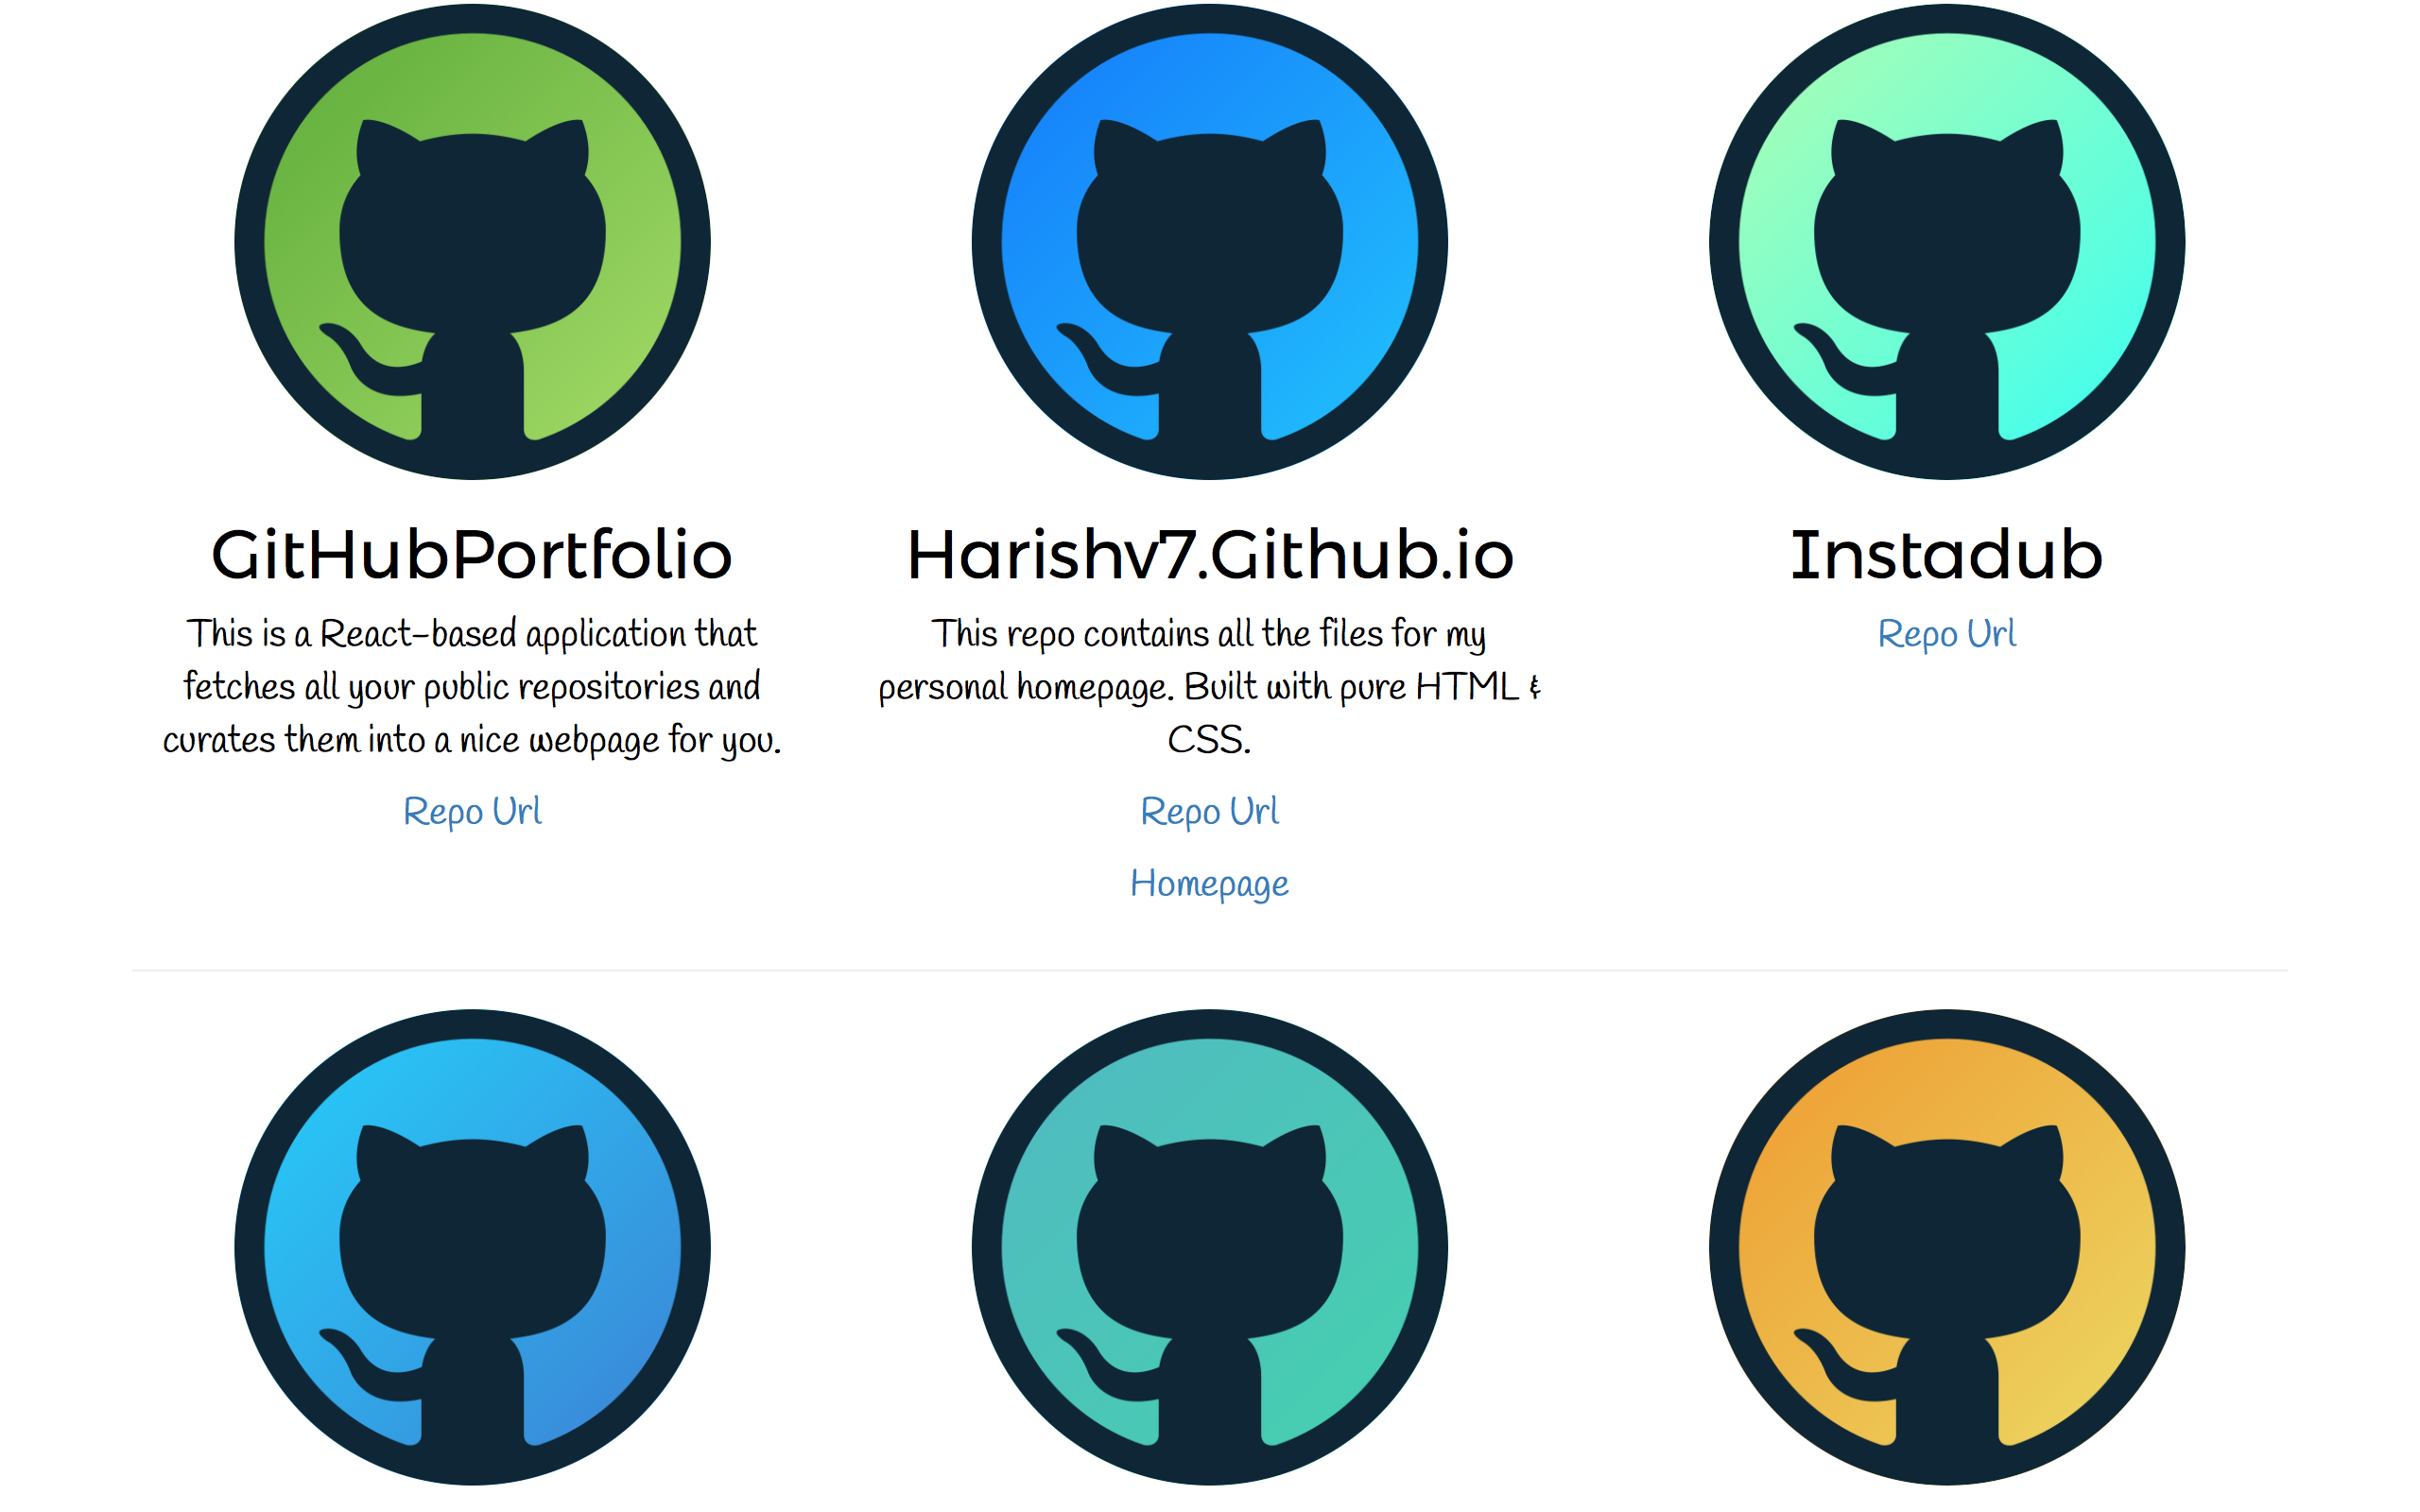 GitHubPortfolio
This is a React-based application that
fetches all your public repositories and
curates them into a nice webpage for you.
Repo Url
Harishv7.Github.io
This repo contains all the files for my
personal homepage. Built with pure HTML &
CSS.
Repo Url
Homepage
Instadub
Repo Url